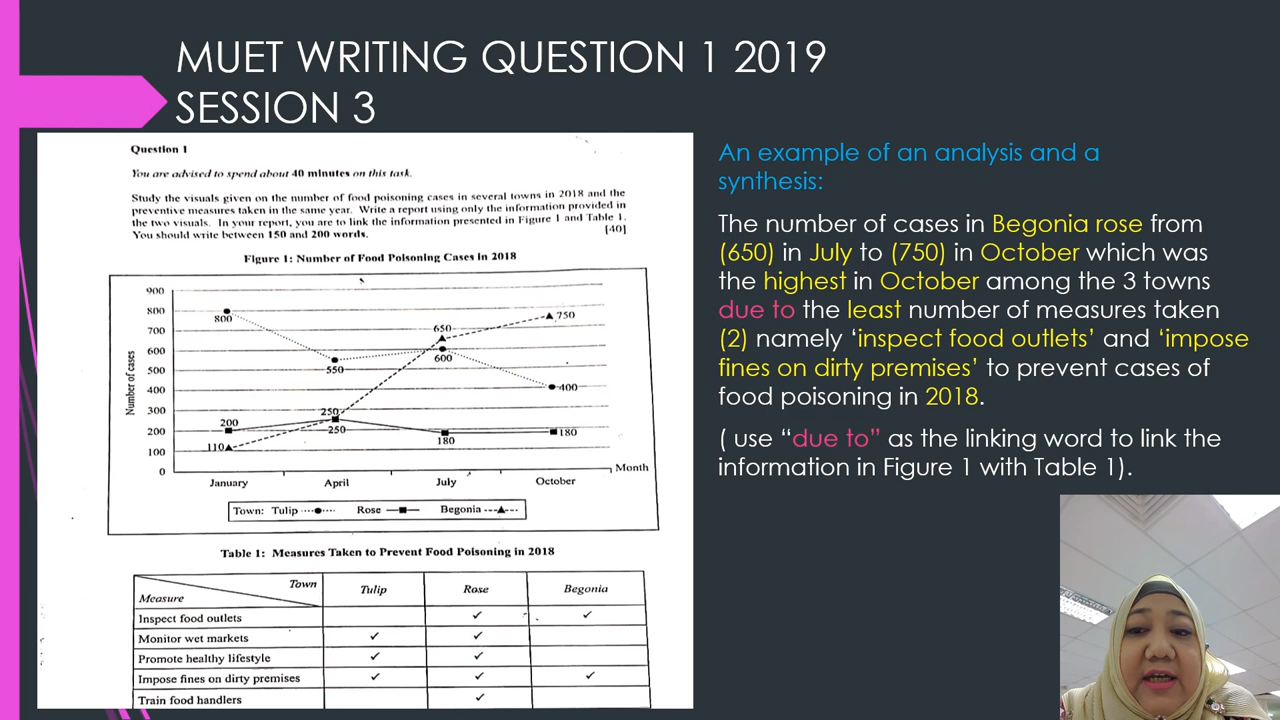 MUET WRITING QUESTION 1 2019
SESSION 3
Question 1
You are advised to spend about 40 minutes on this task.
Study the visuals given on the number of food poisoning cases in several towns in 2018 and the
preventive measures taken in the same year. Write a report using only the information provided in
the two visuals. In your report, you are to link the information presented in Figure 1 and Table 1.
You should write between 150 and 200 words.
[40]
Figure 1: Number of Food Poisoning Cases in 2018
Number of cases
900
800
700
600
500
400
300
200
100
0
800
550
600
400
200
250
250
180
180
110
650
750
January April July October
Month
Town: Tulip Rose Begonia
Table 1: Measures Taken to Prevent Food Poisoning in 2018
Town
Measure
Tulip Rose Begonia
Inspect food outlets ✓ ✓
Monitor wet markets ✓ ✓
Promote healthy lifestyle ✓ ✓
Impose fines on dirty premises ✓ ✓ ✓
Train food handlers ✓
An example of an analysis and a
synthesis:
The number of cases in Begonia rose from
(650) in July to (750) in October which was
the highest in October among the 3 towns
due to the least number of measures taken
(2) namely ‘inspect food outlets’ and ‘impose
fines on dirty premises’ to prevent cases of
food poisoning in 2018.
( use “due to” as the linking word to link the
information in Figure 1 with Table 1).